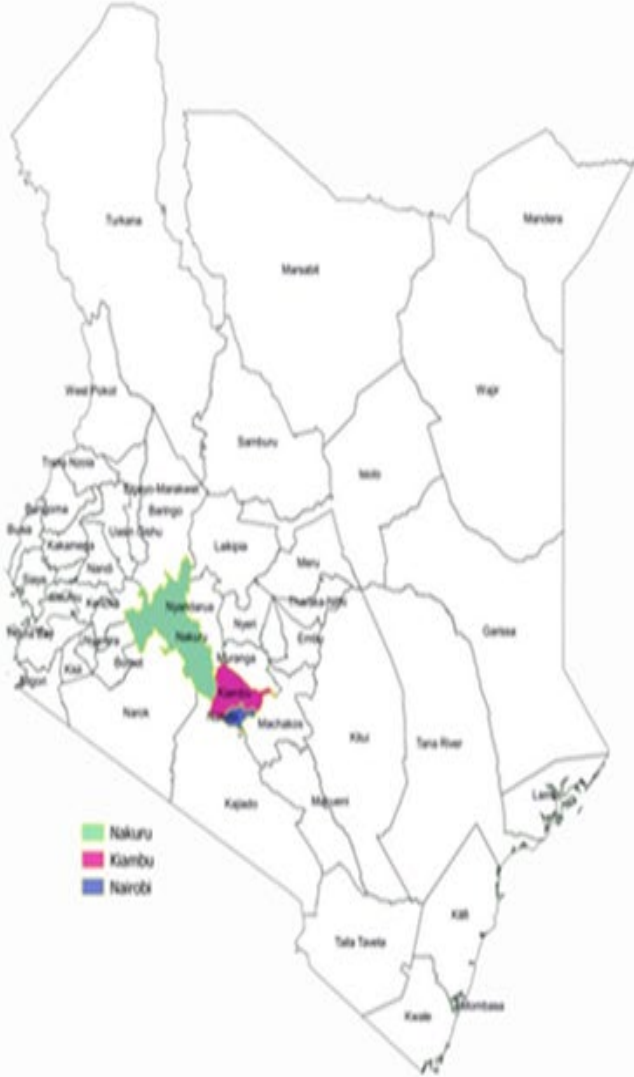 Turkana
Mandera
Marsabit
West Pokot
Wajir
Samburu
Isiolo
Trans Nzoia
Elgeyo-Marakwet
Baringo
Bungoma
Uasin Gishu
Busia
Kakamega
Laikipia
Nandi
Meru
Siaya
Kericho
Tharaka Nithi
Nyandarua
Nyeri
Garissa
Homa Bay
Nakuru
Nyamira
Embu
Muranga
Bomet
Kisii
Migori
Kiambu
Narok
Machakos
Kitui
Tana River
Lamu
Kajiado
Makueni
Nakuru
Kiambu
Nairobi
Kilifi
Taita Taveta
Mombasa
Kwale